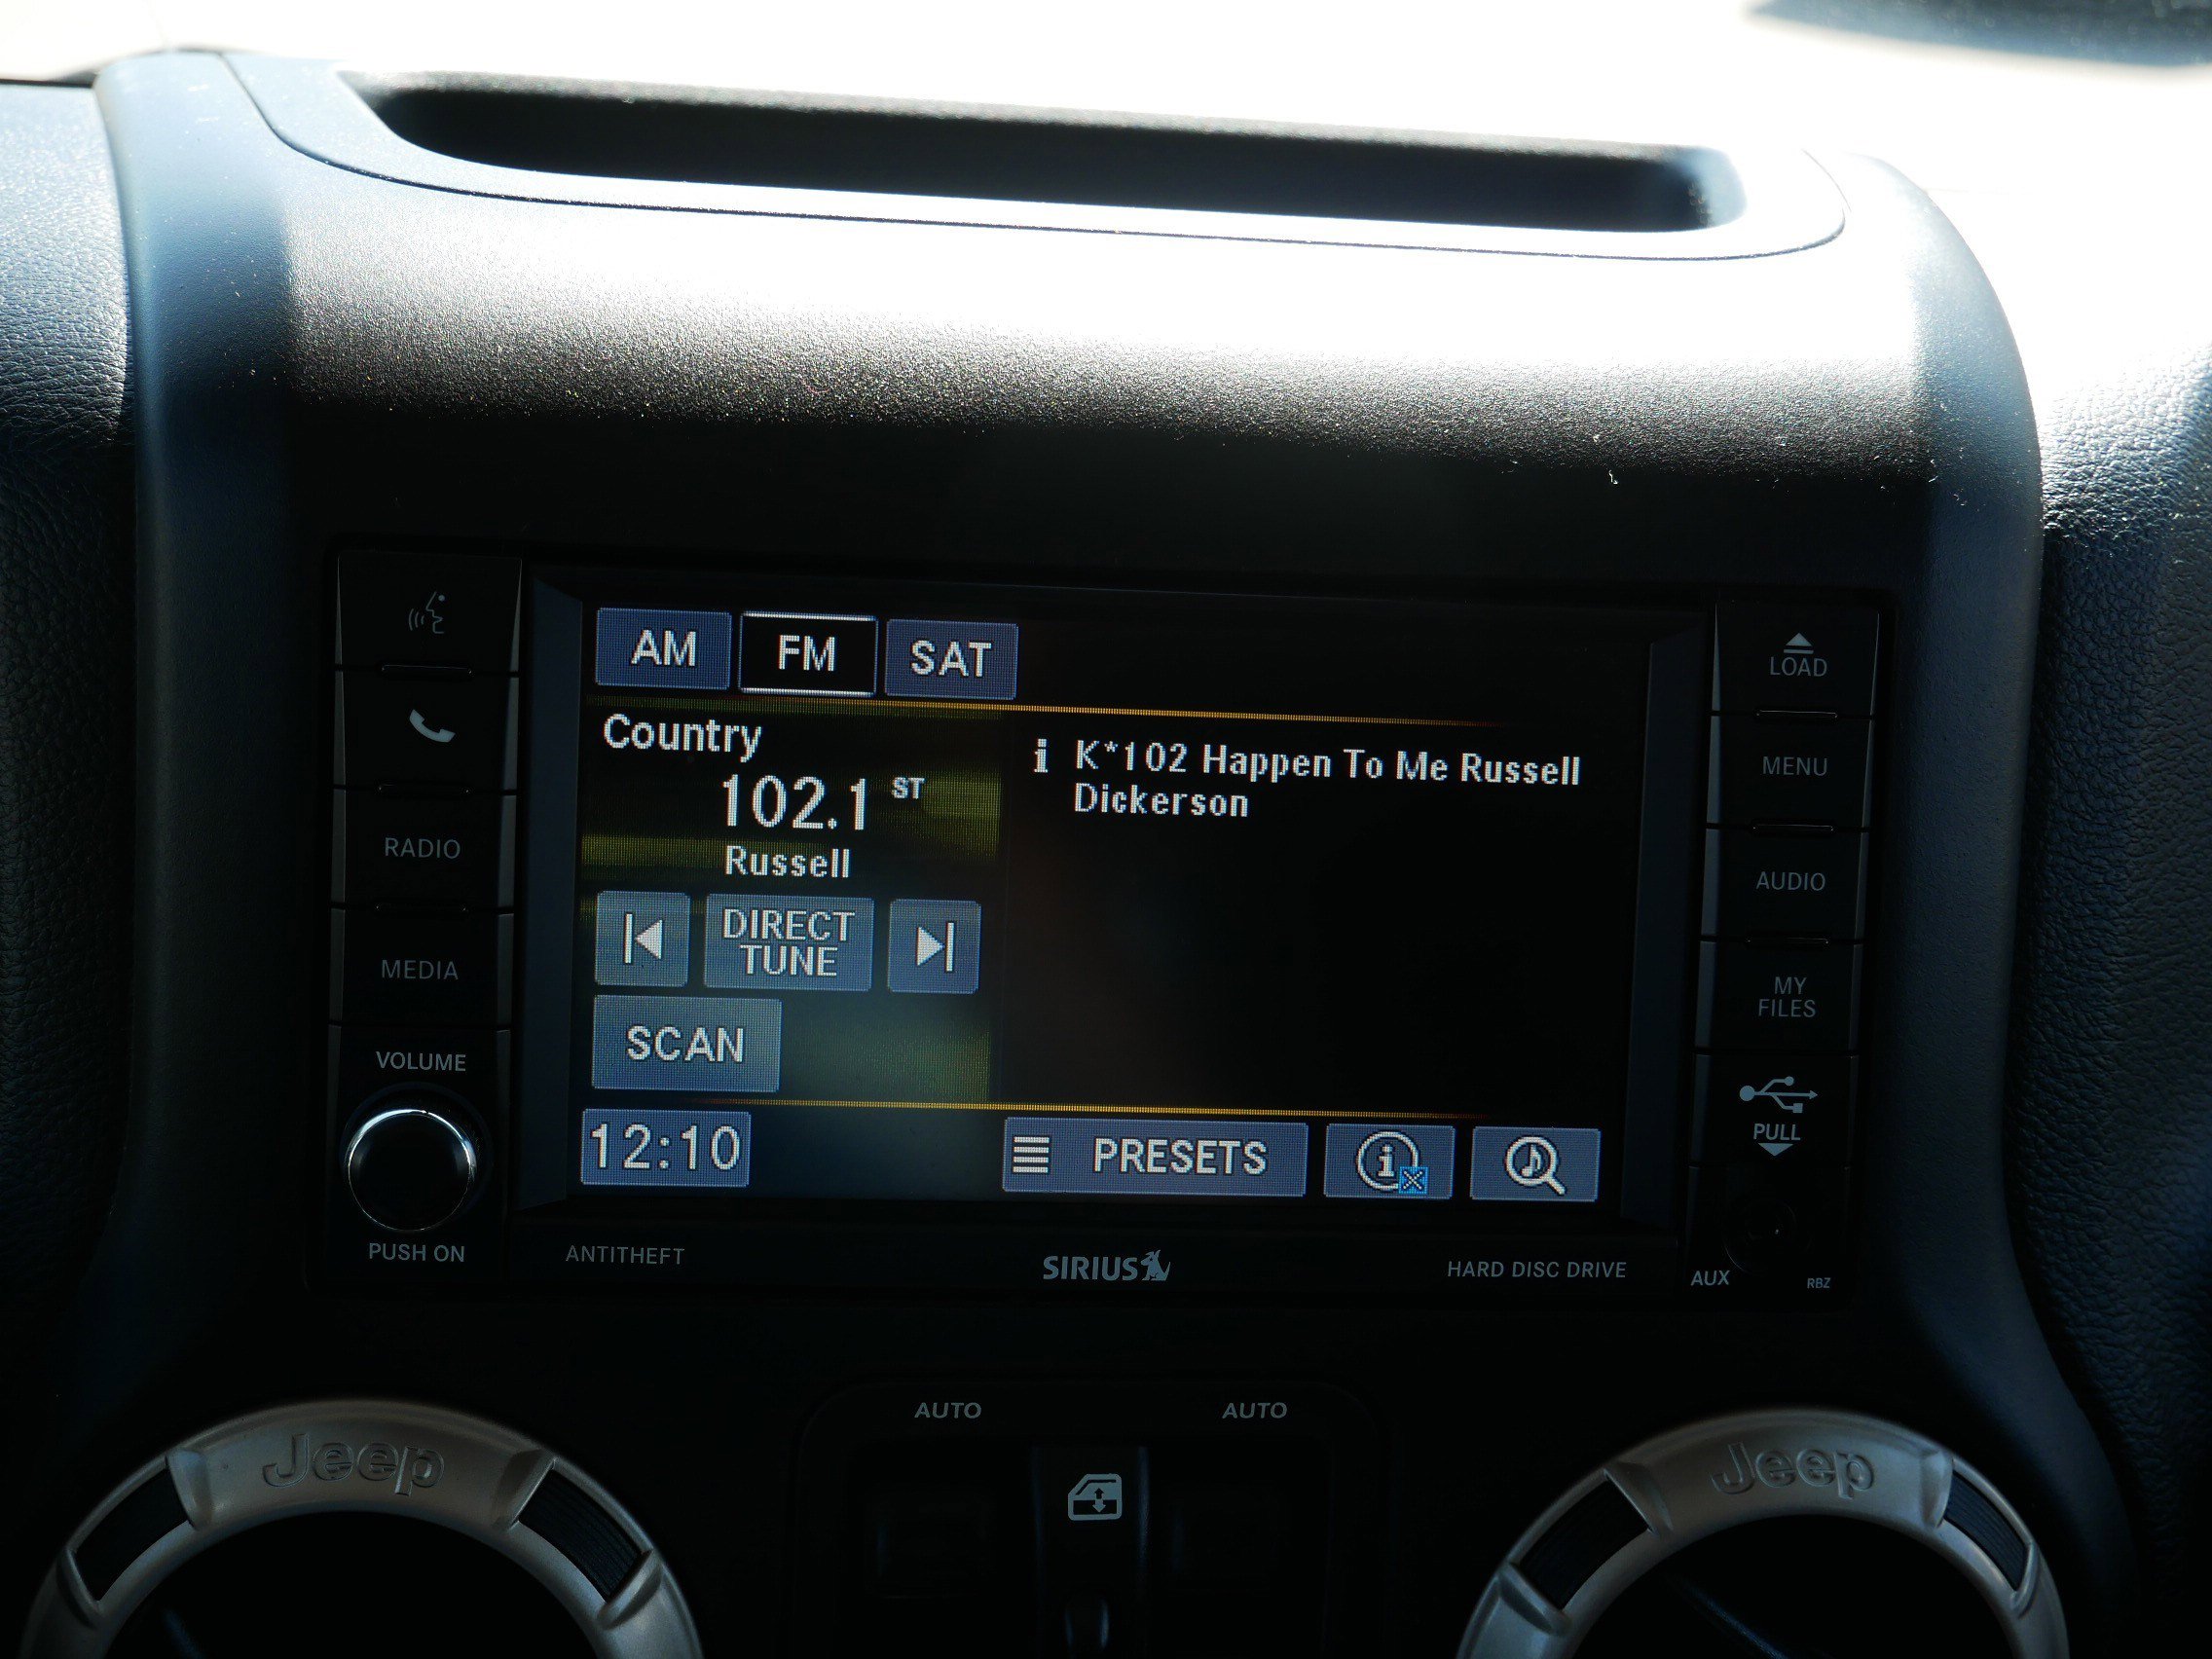 AM FM SAT
Country
102.1 ST
Russell
DIRECT
TUNE
SCAN
12:10
i K*102 Happen To Me Russell
Dickerson
PRESETS
RADIO
MEDIA
VOLUME
PUSH ON
LOAD
MENU
AUDIO
MY
FILES
PULL
AUX
RBZ
ANTITHEFT
SIRIUS
HARD DISC DRIVE
AUTO AUTO
Jeep Jeep